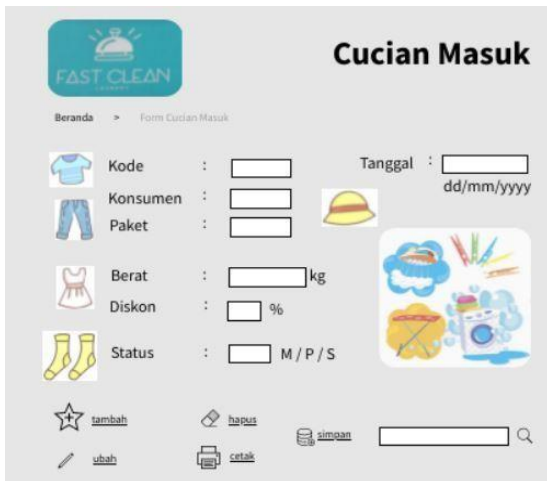 FAST CLEAN
LAUNDRY
Cucian Masuk
Beranda > Form Cucian Masuk
Kode :
Tanggal :
dd/mm/yyyy
Konsumen :
Paket :
Berat : kg
Diskon : %
Status : M / P / S
tambah
hapus
simpan
ubah
cetak